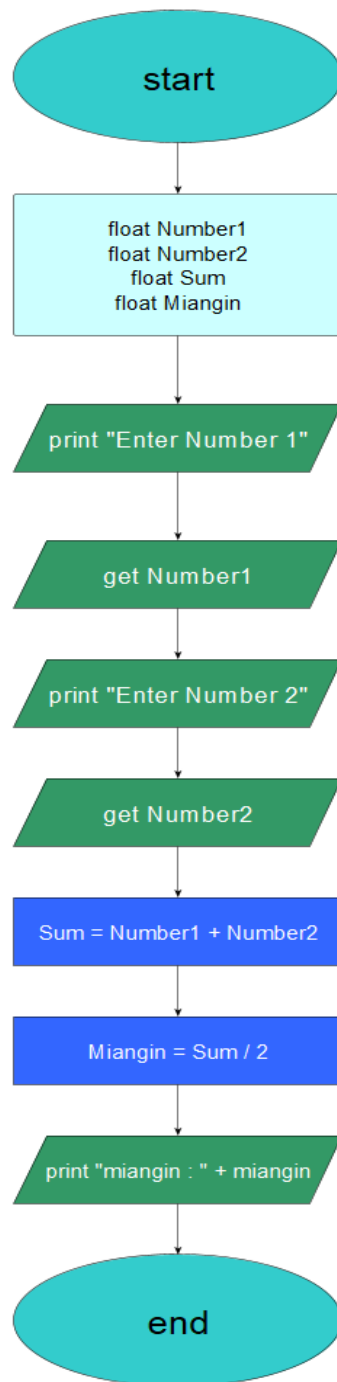 start
float Number1
float Number2
float Sum
float Miangin
print "Enter Number 1"
get Number1
print "Enter Number 2"
get Number2
Sum = Number1 + Number2
Miangin = Sum / 2
print "miangin : " + miangin
end